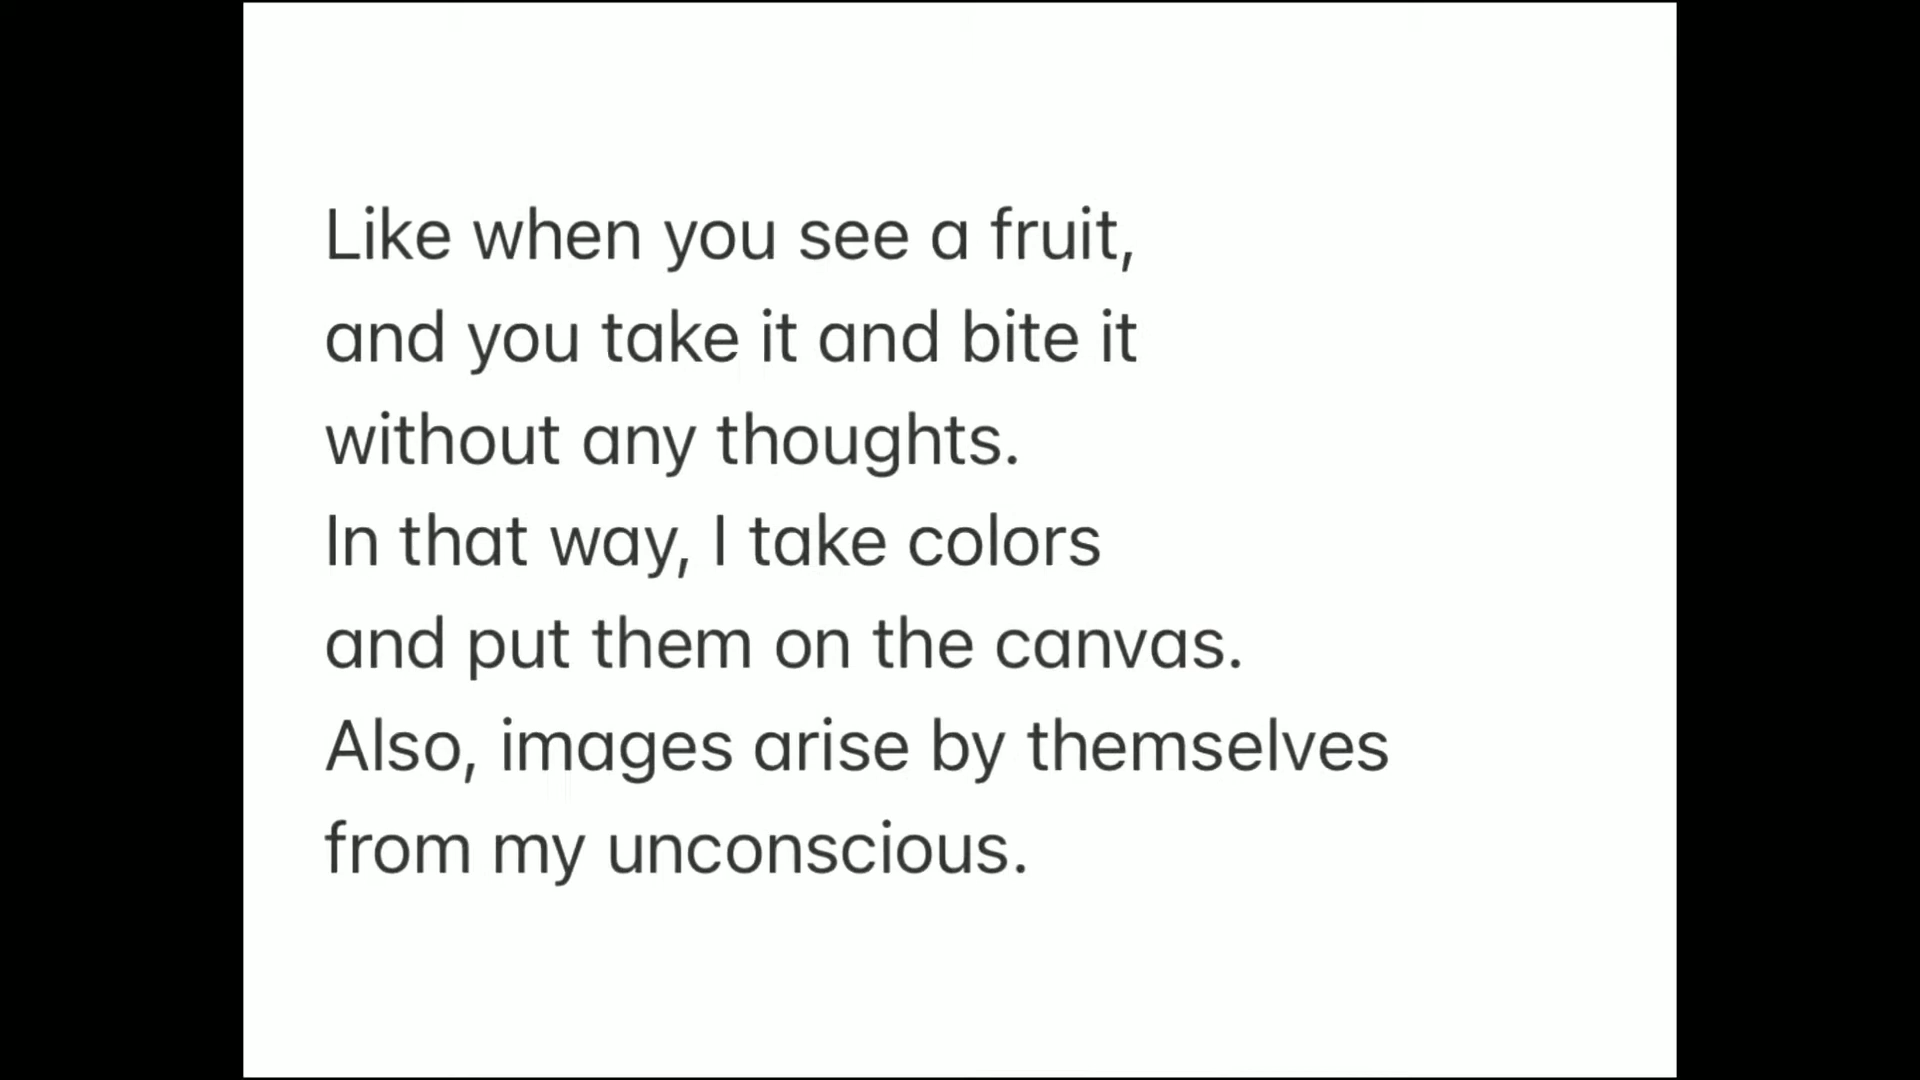 Like when you see a fruit,
and you take it and bite it
without any thoughts.
In that way, I take colors
and put them on the canvas.
Also, images arise by themselves
from my unconscious.